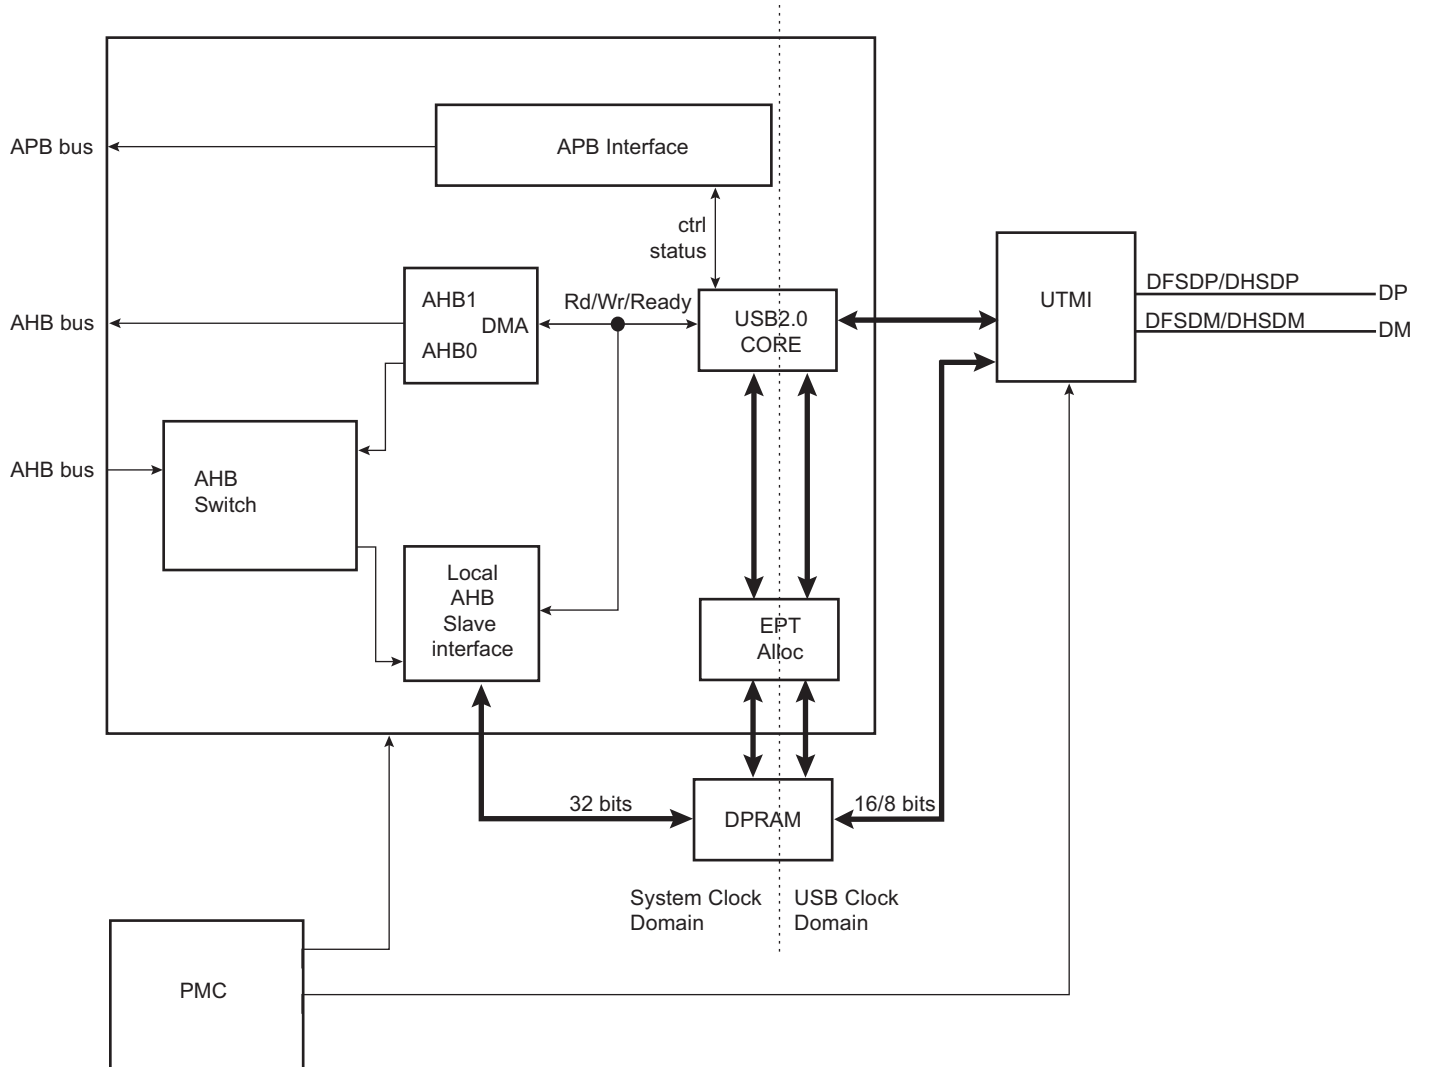 APB bus
APB Interface
ctrl
status
AHB bus
AHB1
DMA
AHB0
Rd/Wr/Ready
USB2.0
CORE
UTMI
DFSDP/DHSDP
DP
DFSDM/DHSDM
DM
AHB bus
AHB
Switch
Local
AHB
Slave
interface
EPT
Alloc
32 bits
DPRAM
16/8 bits
System Clock
Domain
USB Clock
Domain
PMC